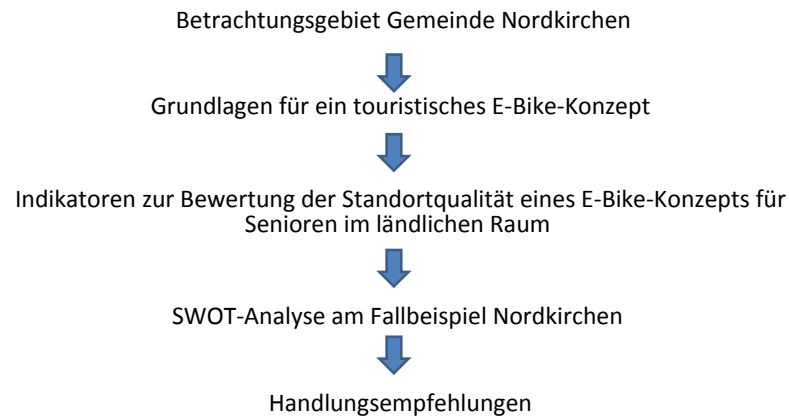 Betrachtungsgebiet Gemeinde Nordkirchen
Grundlagen für ein touristisches E-Bike-Konzept
Indikatoren zur Bewertung der Standortqualität eines E-Bike-Konzepts für
Senioren im ländlichen Raum
SWOT-Analyse am Fallbeispiel Nordkirchen
Handlungsempfehlungen